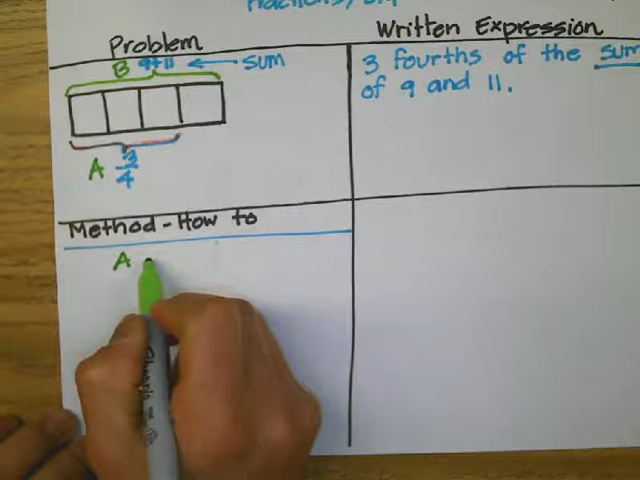 Fractions/
Problem
Written Expression
B 9+11 ← SUM
3 fourths of the sum
of 9 and 11.
A 3/4
Method - How to
A